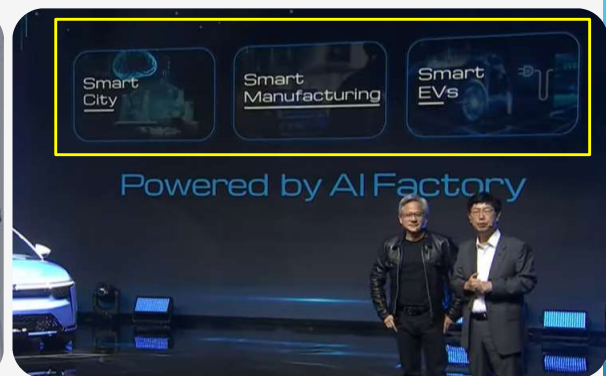 Smart
City
Smart
Manufacturing
Smart
EVs
Powered by AI Factory